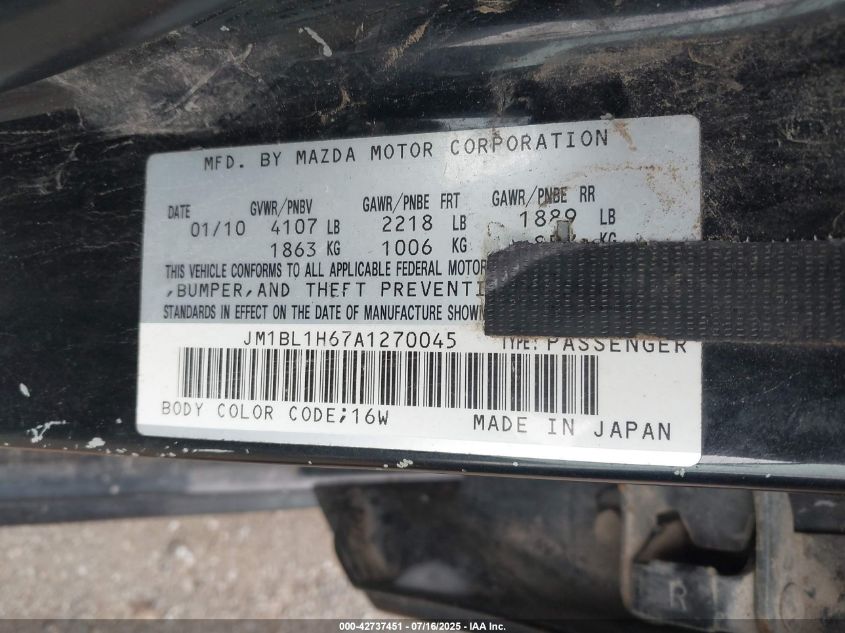 MFD. BY MAZDA MOTOR CORPORATION
DATE GVWR/PNBV GAWR/PNBE FRT GAWR/PNBE RR
01/10 4107 LB 2218 LB 1889 LB
1863 KG 1006 KG KG
THIS VEHICLE CONFORMS TO ALL APPLICABLE FEDERAL MOTOR
,BUMPER,AND THEFT PREVENTI
STANDARDS IN EFFECT ON THE DATE OF MANUFACTURE SHOWN
JM1BL1H67A1270045 TYPE: PASSENGER
BODY COLOR CODE;16W MADE IN JAPAN
R
000-42737451 - 07/16/2025 - IAA Inc.